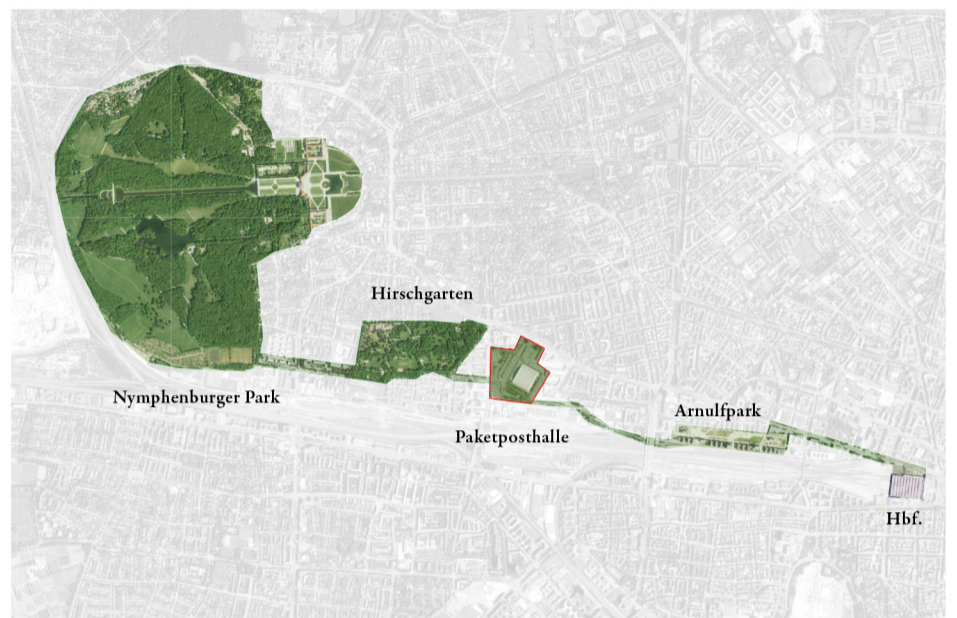 Hirschgarten
Nymphenburger Park
Arnulfpark
Paketposthalle
Hbf.